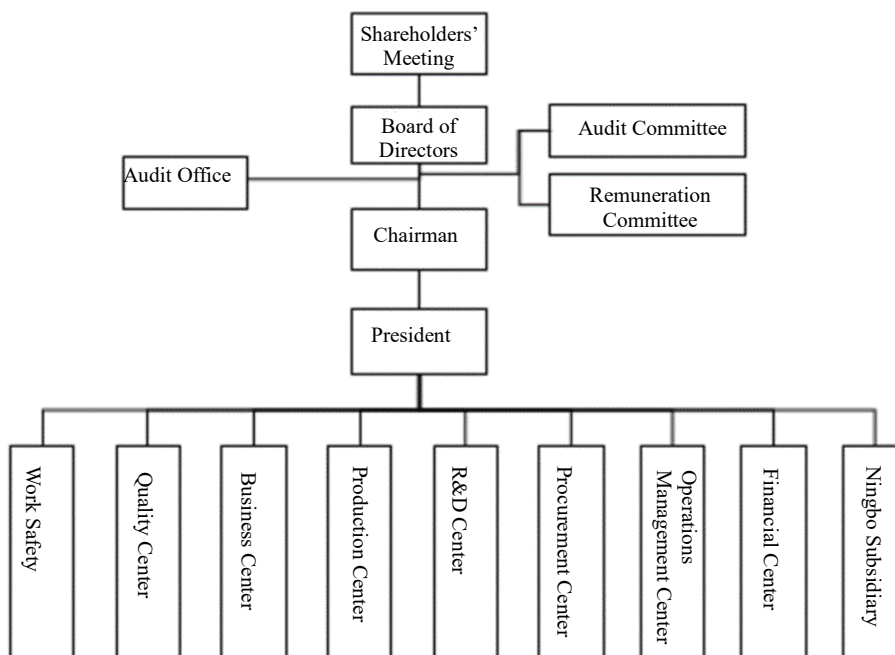 Shareholders’
Meeting
Board of
Directors
Audit Committee
Audit Office
Remuneration
Committee
Chairman
President
Work Safety
Quality Center
Business Center
Production Center
R&D Center
Procurement Center
Operations
Management Center
Financial Center
Ningbo Subsidiary